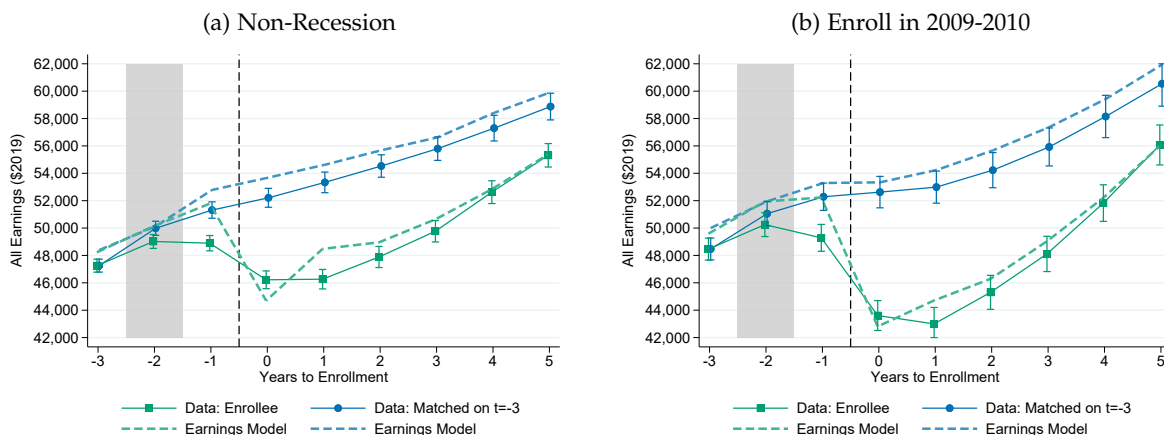 (a) Non-Recession
62,000
60,000
58,000
56,000
54,000
52,000
50,000
48,000
46,000
44,000
42,000
All Earnings ($2019)
-3 -2 -1 0 1 2 3 4 5
Years to Enrollment
Data: Enrollee Data: Matched on t=-3
Earnings Model Earnings Model
(b) Enroll in 2009-2010
62,000
60,000
58,000
56,000
54,000
52,000
50,000
48,000
46,000
44,000
42,000
All Earnings ($2019)
-3 -2 -1 0 1 2 3 4 5
Years to Enrollment
Data: Enrollee Data: Matched on t=-3
Earnings Model Earnings Model